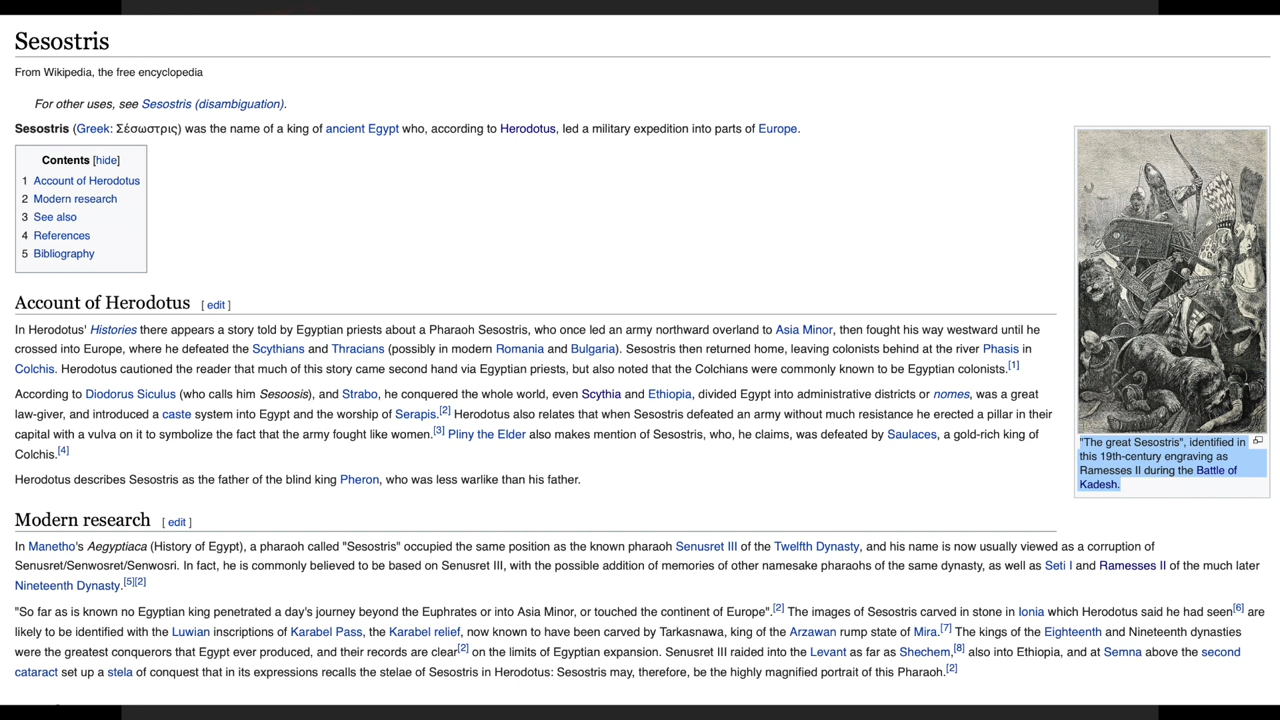 Sesostris
From Wikipedia, the free encyclopedia
For other uses, see Sesostris (disambiguation).
Sesostris (Greek: Σέσωστρις) was the name of a king of ancient Egypt who, according to Herodotus, led a military expedition into parts of Europe.
Contents [hide]
1 Account of Herodotus
2 Modern research
3 See also
4 References
5 Bibliography
"The great Sesostris", identified in
this 19th-century engraving as
Ramesses II during the Battle of
Kadesh.
Account of Herodotus [ edit ]
In Herodotus' Histories there appears a story told by Egyptian priests about a Pharaoh Sesostris, who once led an army northward overland to Asia Minor, then fought his way westward until he
crossed into Europe, where he defeated the Scythians and Thracians (possibly in modern Romania and Bulgaria). Sesostris then returned home, leaving colonists behind at the river Phasis in
Colchis. Herodotus cautioned the reader that much of this story came second hand via Egyptian priests, but also noted that the Colchians were commonly known to be Egyptian colonists.[1]
According to Diodorus Siculus (who calls him Sesoosis), and Strabo, he conquered the whole world, even Scythia and Ethiopia, divided Egypt into administrative districts or nomes, was a great
law-giver, and introduced a caste system into Egypt and the worship of Serapis.[2] Herodotus also relates that when Sesostris defeated an army without much resistance he erected a pillar in their
capital with a vulva on it to symbolize the fact that the army fought like women.[3] Pliny the Elder also makes mention of Sesostris, who, he claims, was defeated by Saulaces, a gold-rich king of
Colchis.[4]
Herodotus describes Sesostris as the father of the blind king Pheron, who was less warlike than his father.
Modern research [ edit ]
In Manetho's Aegyptiaca (History of Egypt), a pharaoh called "Sesostris" occupied the same position as the known pharaoh Senusret III of the Twelfth Dynasty, and his name is now usually viewed as a corruption of
Senusret/Senwosret/Senwosri. In fact, he is commonly believed to be based on Senusret III, with the possible addition of memories of other namesake pharaohs of the same dynasty, as well as Seti I and Ramesses II of the much later
Nineteenth Dynasty.[5][2]
"So far as is known no Egyptian king penetrated a day's journey beyond the Euphrates or into Asia Minor, or touched the continent of Europe".[2] The images of Sesostris carved in stone in Ionia which Herodotus said he had seen[6] are
likely to be identified with the Luwian inscriptions of Karabel Pass, the Karabel relief, now known to have been carved by Tarkasnawa, king of the Arzawan rump state of Mira.[7] The kings of the Eighteenth and Nineteenth dynasties
were the greatest conquerors that Egypt ever produced, and their records are clear[2] on the limits of Egyptian expansion. Senusret III raided into the Levant as far as Shechem,[8] also into Ethiopia, and at Semna above the second
cataract set up a stela of conquest that in its expressions recalls the stelae of Sesostris in Herodotus: Sesostris may, therefore, be the highly magnified portrait of this Pharaoh.[2]